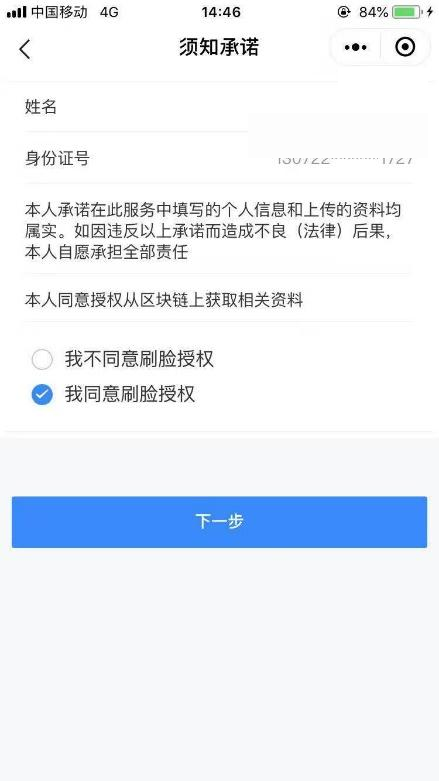 中国移动 4G 14:46 84%
须知承诺
姓名
身份证号
本人承诺在此服务中填写的个人信息和上传的资料均
属实。如因违反以上承诺而造成不良（法律）后果，
本人自愿承担全部责任
本人同意授权从区块链上获取相关资料
我不同意刷脸授权
我同意刷脸授权
下一步